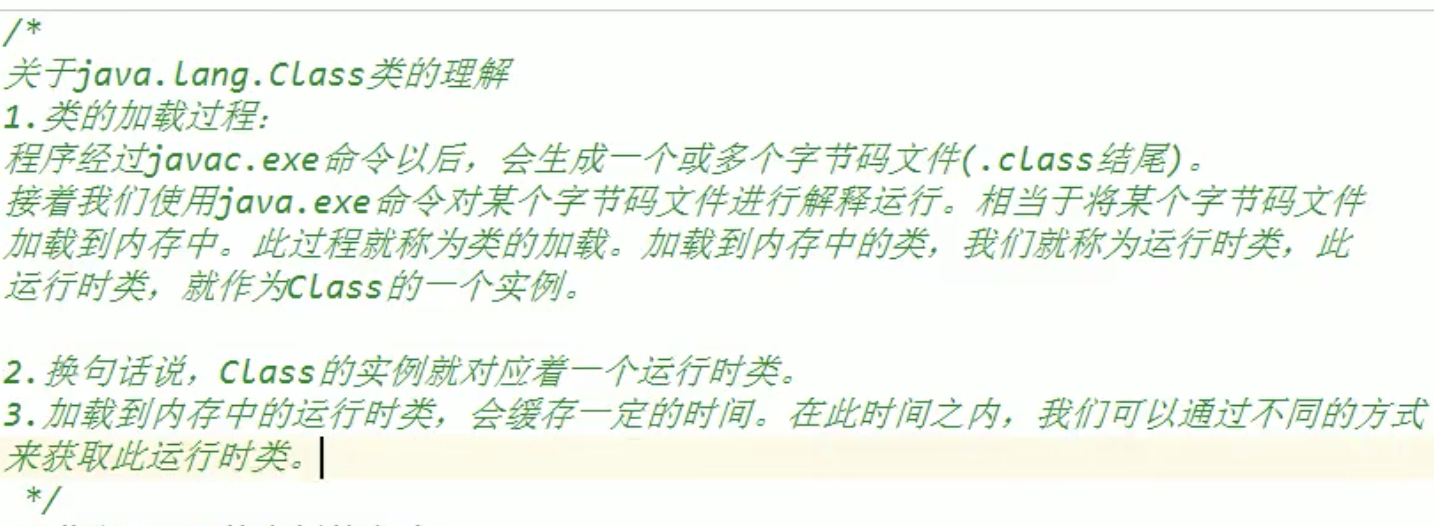 /*
关于java.lang.Class类的理解
1.类的加载过程：
程序经过javac.exe命令以后，会生成一个或多个字节码文件(.class结尾)。
接着我们使用java.exe命令对某个字节码文件进行解释运行。相当于将某个字节码文件
加载到内存中。此过程就称为类的加载。加载到内存中的类，我们就称为运行时类，此
运行时类，就作为Class的一个实例。
2.换句话说，Class的实例就对应着一个运行时类。
3.加载到内存中的运行时类，会缓存一定的时间。在此时间之内，我们可以通过不同的方式
来获取此运行时类。
*/